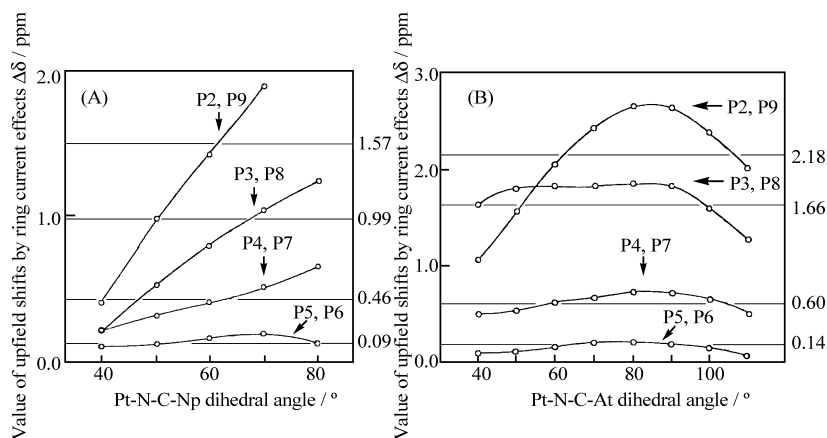 Value of upfield shifts by ring current effects Δδ / ppm
2.0
1.0
0.0
(A)
P2, P9
P3, P8
P4, P7
P5, P6
1.57
0.99
0.46
0.09
40
50
60
70
80
Pt-N-C-Np dihedral angle / º
Value of upfield shifts by ring current effects Δδ / ppm
3.0
2.0
1.0
0.0
(B)
P2, P9
P3, P8
P4, P7
P5, P6
2.18
1.66
0.60
0.14
40
60
80
100
Pt-N-C-At dihedral angle / º